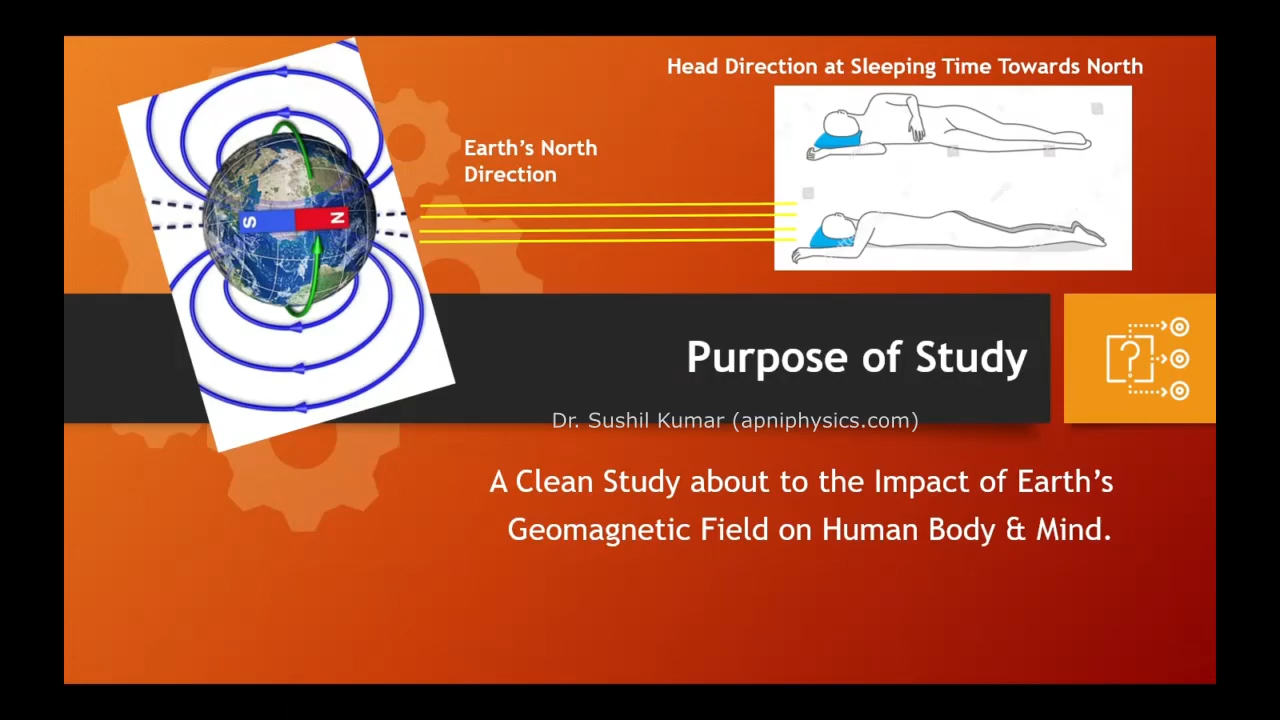 Head Direction at Sleeping Time Towards North
Earth's North
Direction
S
N
Purpose of Study
?
Dr. Sushil Kumar (apniphysics.com)
A Clean Study about to the Impact of Earth's
Geomagnetic Field on Human Body & Mind.